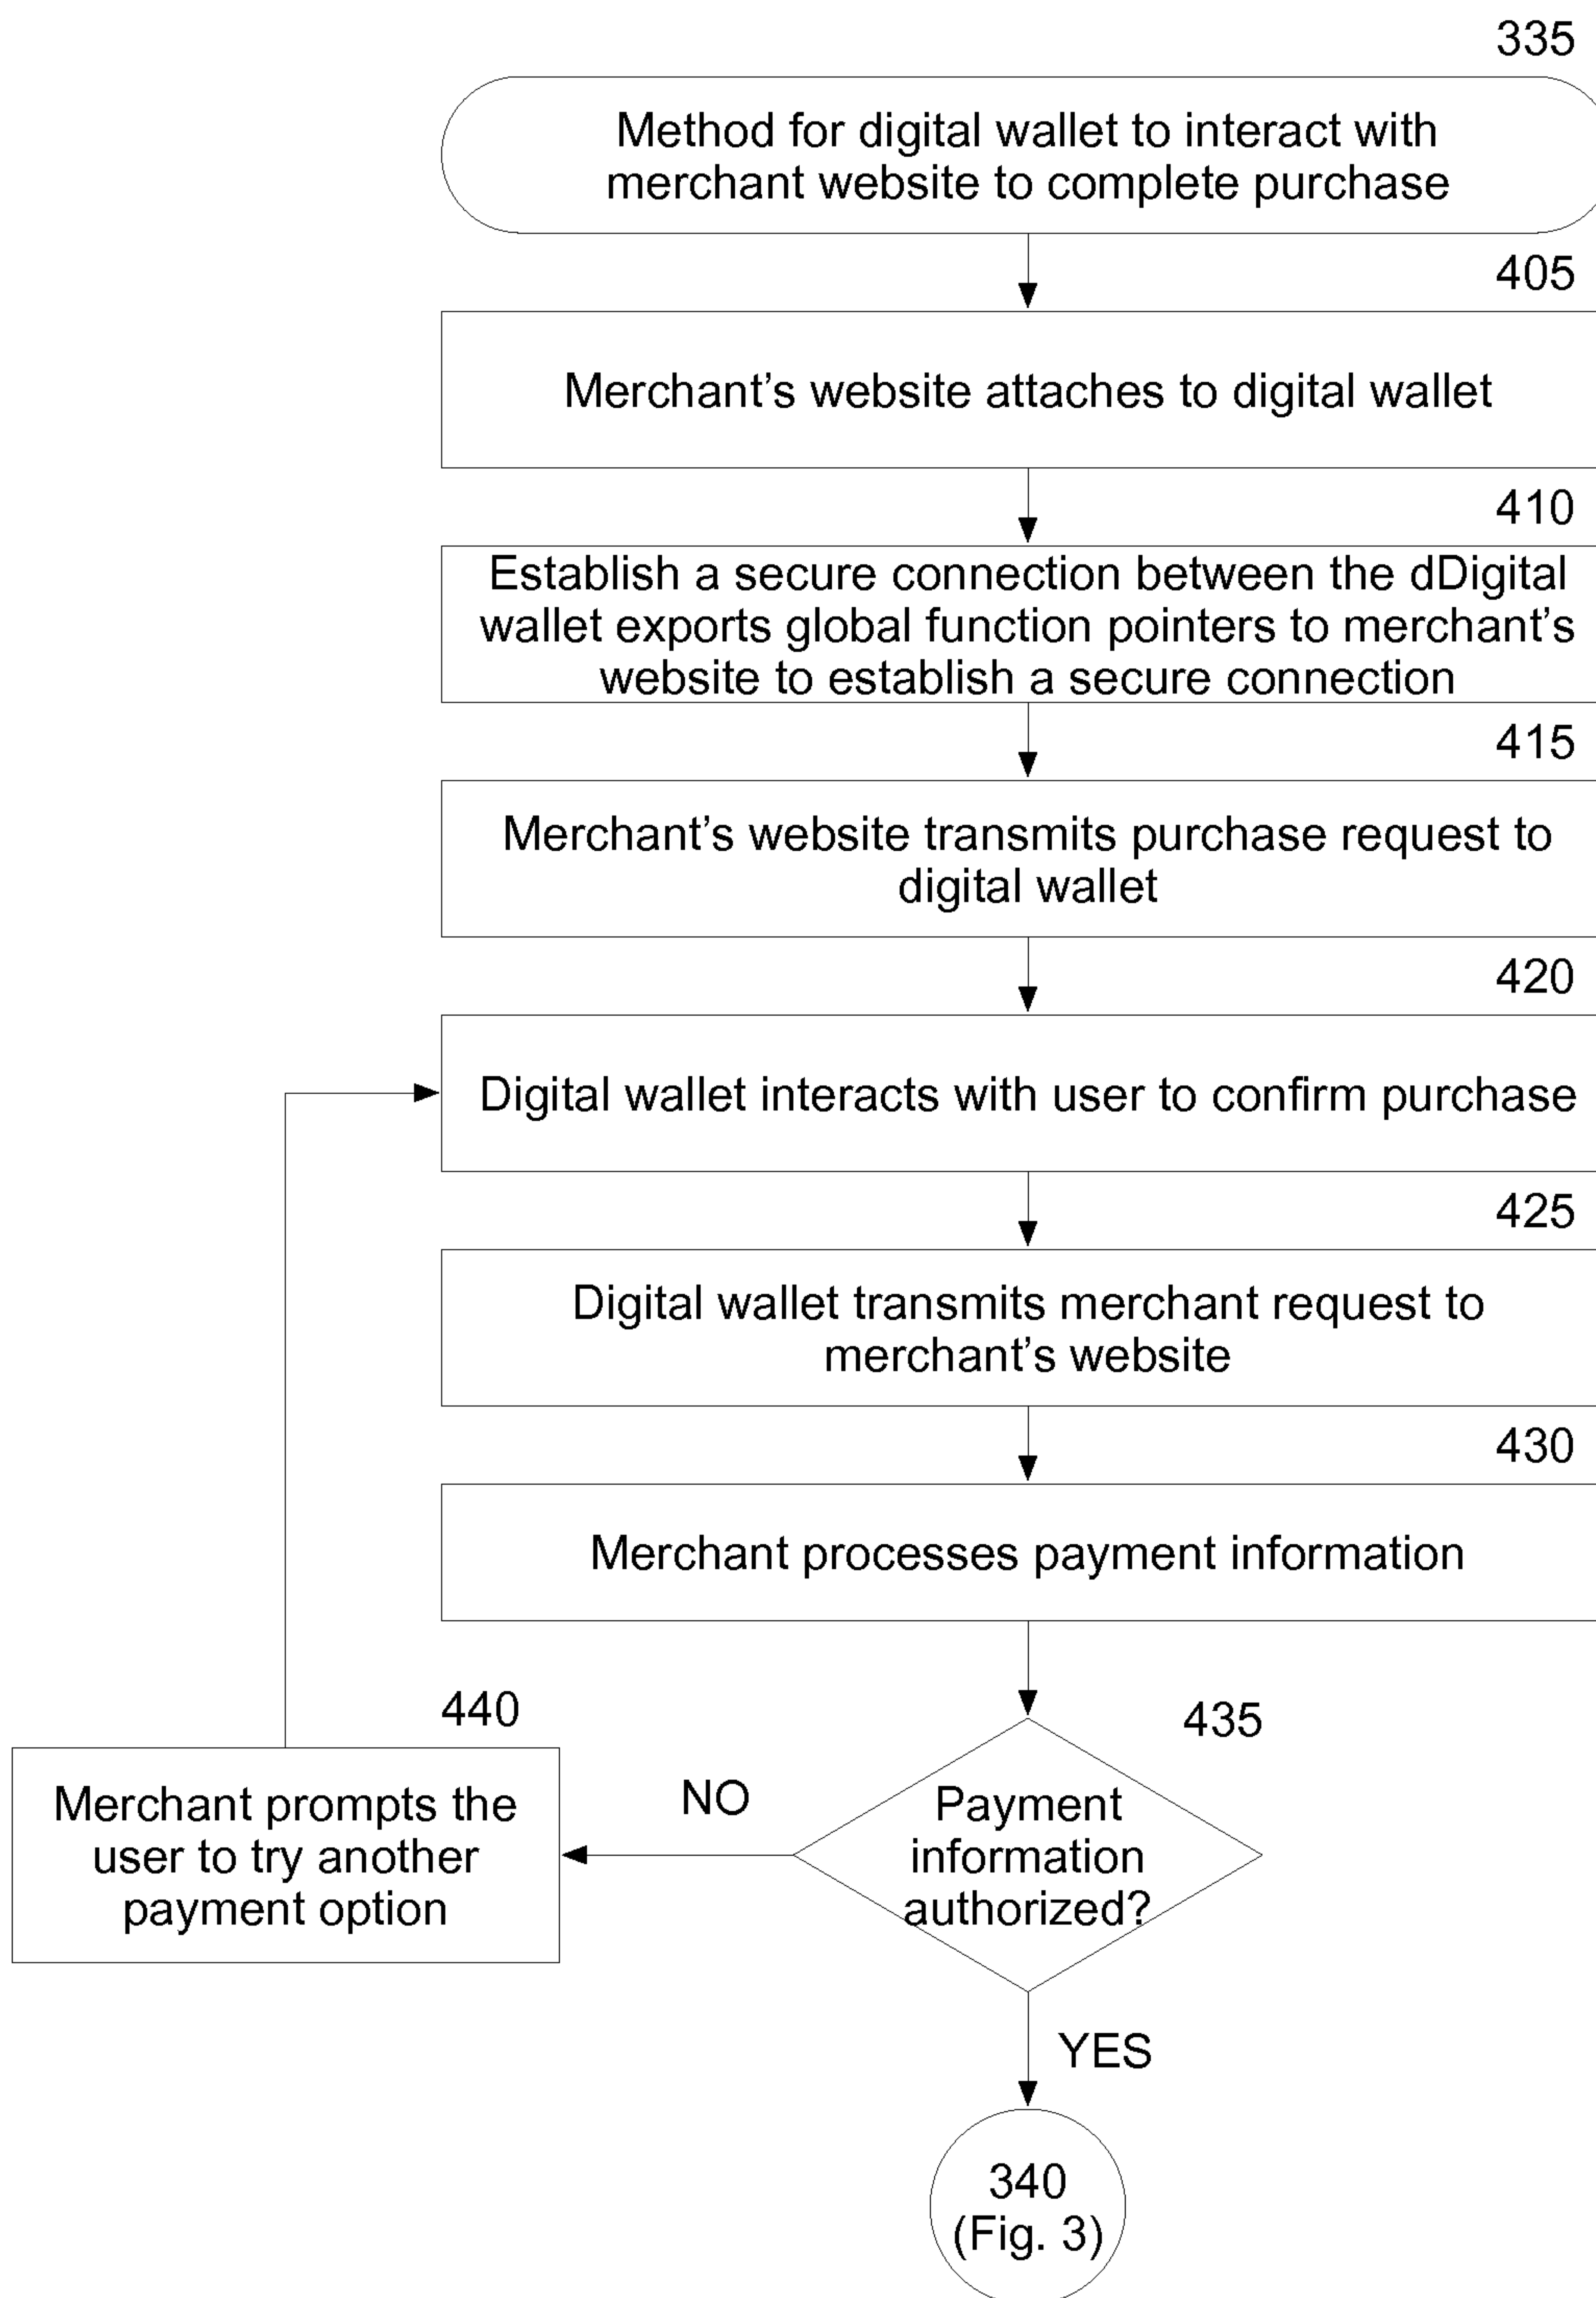 335
Method for digital wallet to interact with
merchant website to complete purchase
405
Merchant's website attaches to digital wallet
410
Establish a secure connection between the dDigital
wallet exports global function pointers to merchant's
website to establish a secure connection
415
Merchant's website transmits purchase request to
digital wallet
420
Digital wallet interacts with user to confirm purchase
425
Digital wallet transmits merchant request to
merchant's website
430
Merchant processes payment information
440
435
Merchant prompts the
user to try another
payment option
NO
Payment
information
authorized?
YES
340
(Fig. 3)